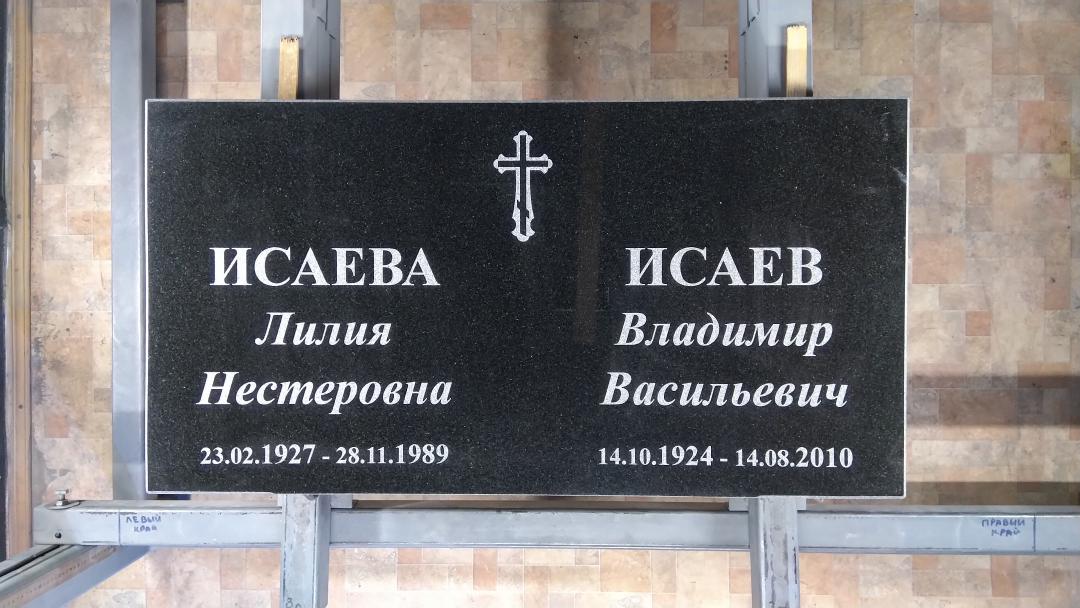 ИСАЕВА
Лилия
Нестеровна
23.02.1927 - 28.11.1989
ИСАЕВ
Владимир
Васильевич
14.10.1924 - 14.08.2010
ЛЕВЫЙ
КРАЙ
ПРАВЫЙ
КРАЙ